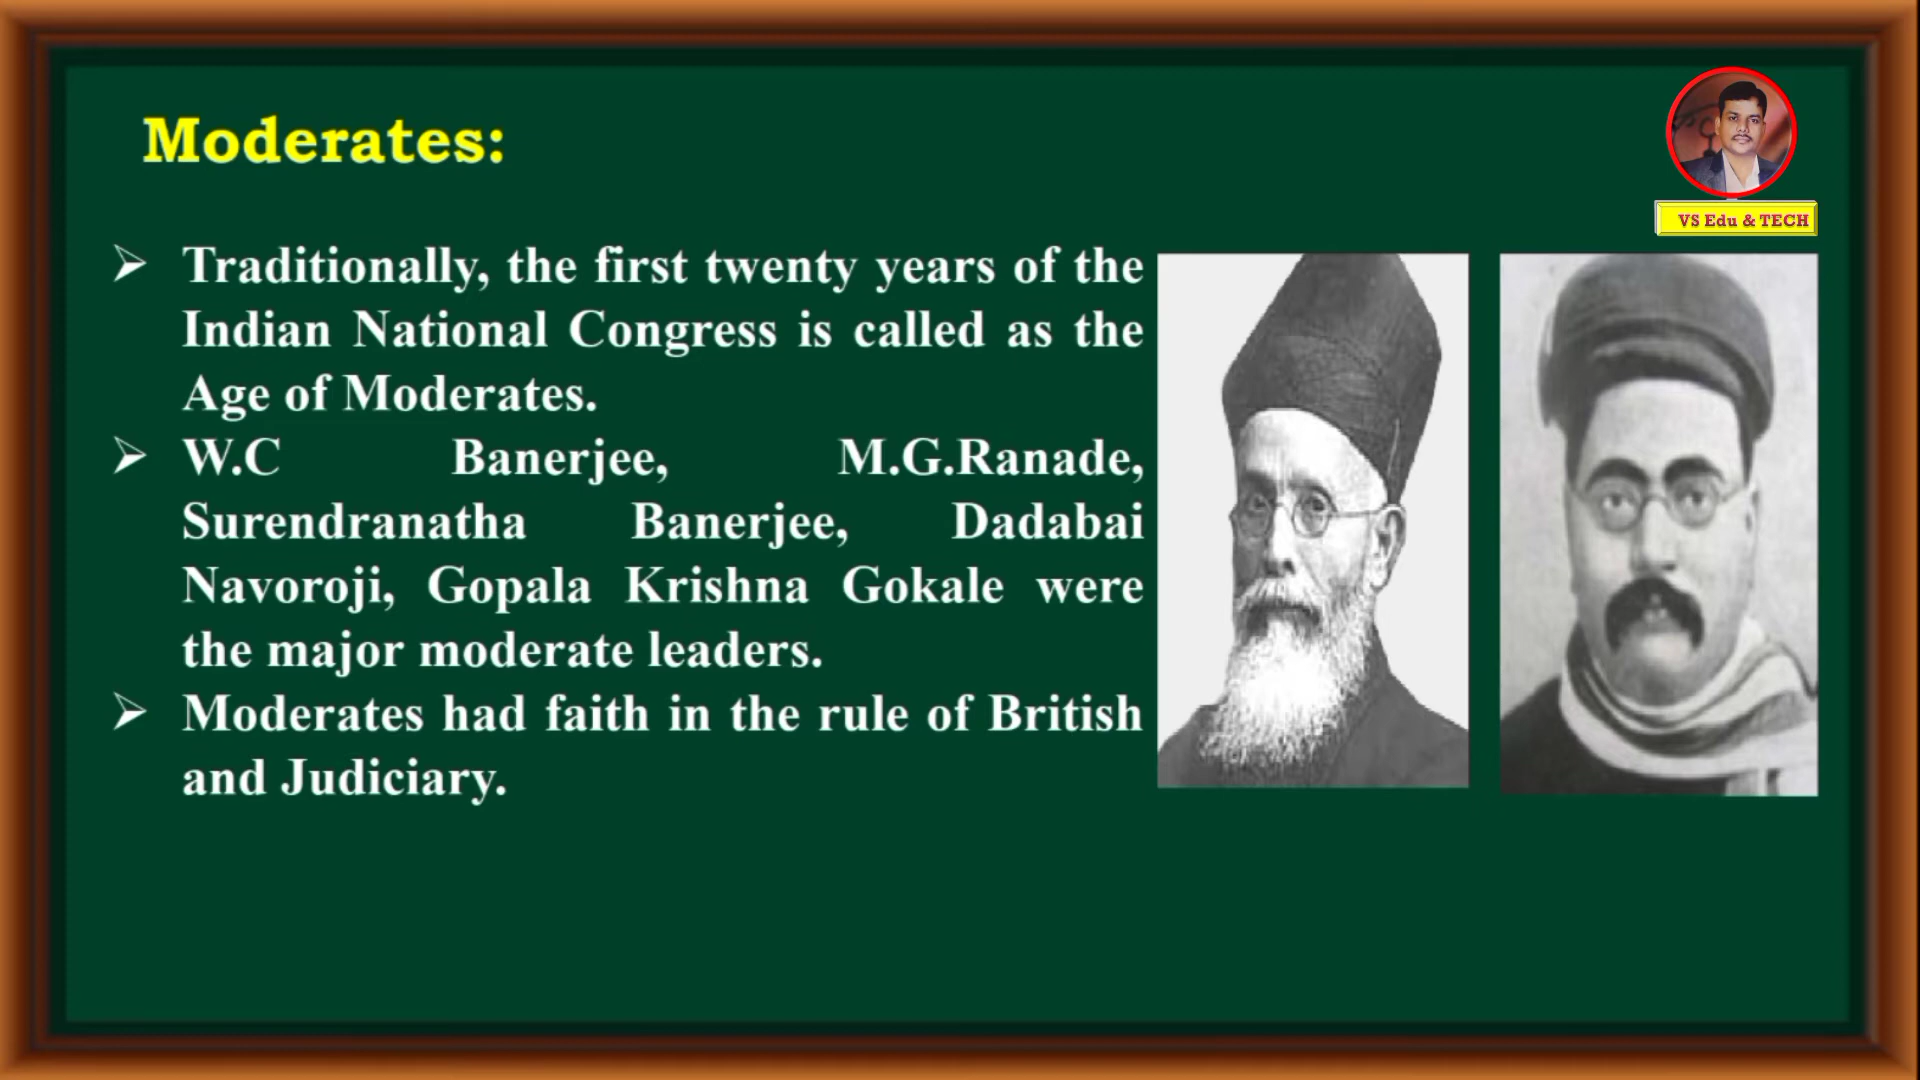 Moderates:
VS Edu & TECH
➢ Traditionally, the first twenty years of the
Indian National Congress is called as the
Age of Moderates.
➢ W.C Banerjee, M.G.Ranade,
Surendranatha Banerjee, Dadabai
Navoroji, Gopala Krishna Gokale were
the major moderate leaders.
➢ Moderates had faith in the rule of British
and Judiciary.